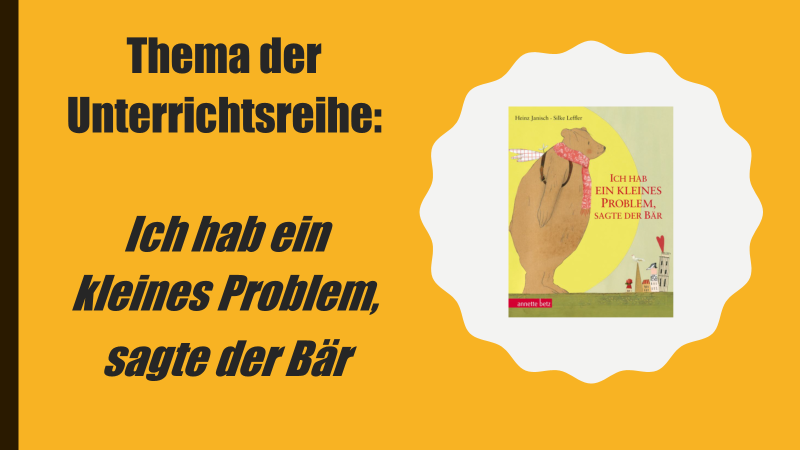 Thema der
Unterrichtsreihe:
Ich hab ein
kleines Problem,
sagte der Bär
Heinz Janisch · Silke Leffler
ICH HAB
EIN KLEINES
PROBLEM,
SAGTE DER BÄR
annette betz